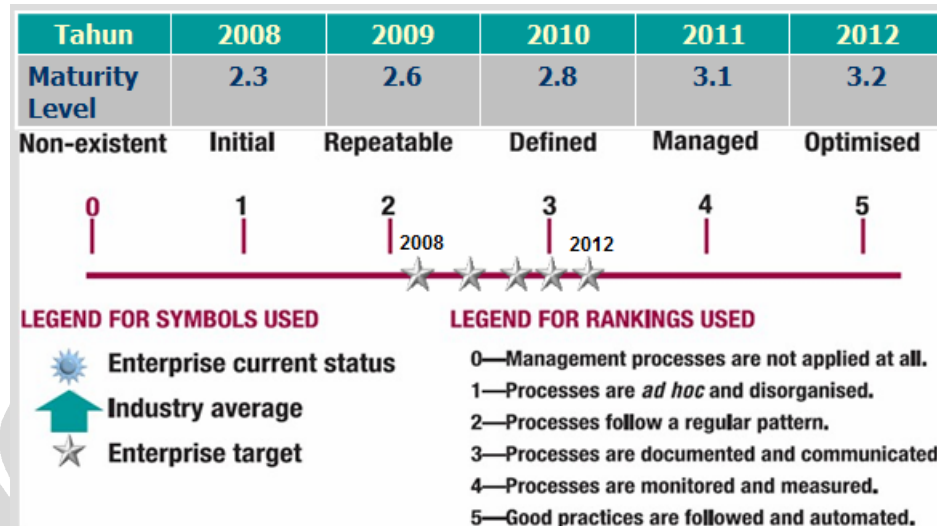 Tahun 2008 2009 2010 2011 2012
Maturity Level 2.3 2.6 2.8 3.1 3.2
Non-existent Initial Repeatable Defined Managed Optimised
0 1 2 3 4 5
2008 2012
LEGEND FOR SYMBOLS USED
Enterprise current status
Industry average
Enterprise target
LEGEND FOR RANKINGS USED
0—Management processes are not applied at all.
1—Processes are ad hoc and disorganised.
2—Processes follow a regular pattern.
3—Processes are documented and communicated
4—Processes are monitored and measured.
5—Good practices are followed and automated.